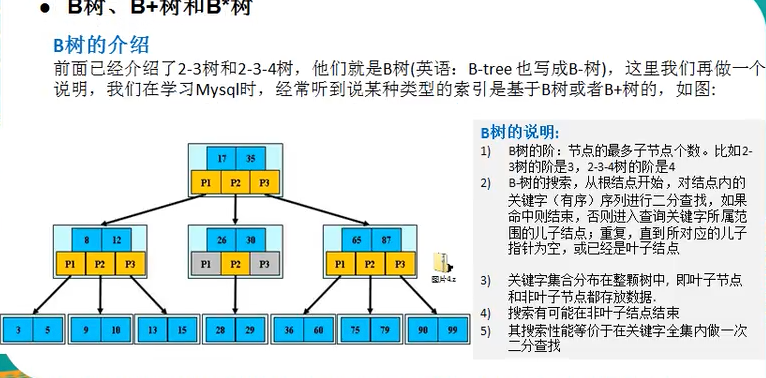 ● B树、B+树和B*树
B树的介绍
前面已经介绍了2-3树和2-3-4树，他们就是B树(英语：B-tree 也写成B-树)，这里我们再做一个
说明，我们在学习Mysql时，经常听到说某种类型的索引是基于B树或者B+树的，如图:
17 35
P1 P2 P3
8 12
P1 P2 P3
26 30
P1 P2 P3
65 87
P1 P2 P3
3 5
9 10
13 15
28 29
36 60
75 79
90 99
图片4.z
B树的说明:
1) B树的阶：节点的最多子节点个数。比如2-
3树的阶是3，2-3-4树的阶是4
2) B-树的搜索，从根结点开始，对结点内的
关键字（有序）序列进行二分查找，如果
命中则结束，否则进入查询关键字所属范
围的儿子结点；重复，直到所对应的儿子
指针为空，或已经是叶子结点
3) 关键字集合分布在整颗树中, 即叶子节点
和非叶子节点都存放数据.
4) 搜索有可能在非叶子结点结束
5) 其搜索性能等价于在关键字全集内做一次
二分查找